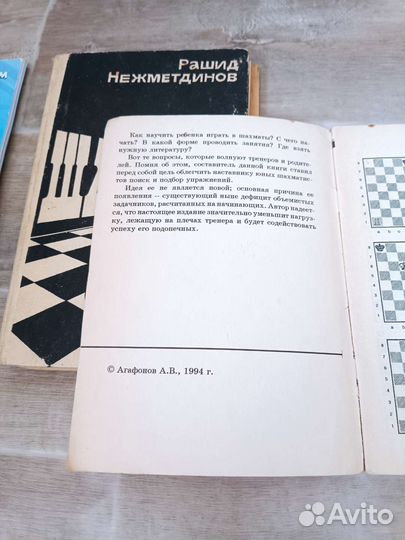 Рашид
Нежметдинов
м
Как научить ребенка играть в шахматы? С чего на-
чать? В какой форме проводить занятия? Где взять
нужную литературу?
Вот те вопросы, которые волнуют тренеров и родите-
лей. Помня об этом, составитель данной книги ставил
перед собой цель облегчить наставнику юных шахматис-
тов поиск и подбор упражнений.
Идея ее не является новой; основная причина ее
появления — существующий ныне дефицит объемистых
задачников, расчитанных на начинающих. Автор надеет-
ся, что настоящее издание значительно уменьшит нагруз-
ку, лежащую на плечах тренера и будет содействовать
успеху его подопечных.
© Агафонов А.В., 1994 г.
Avito